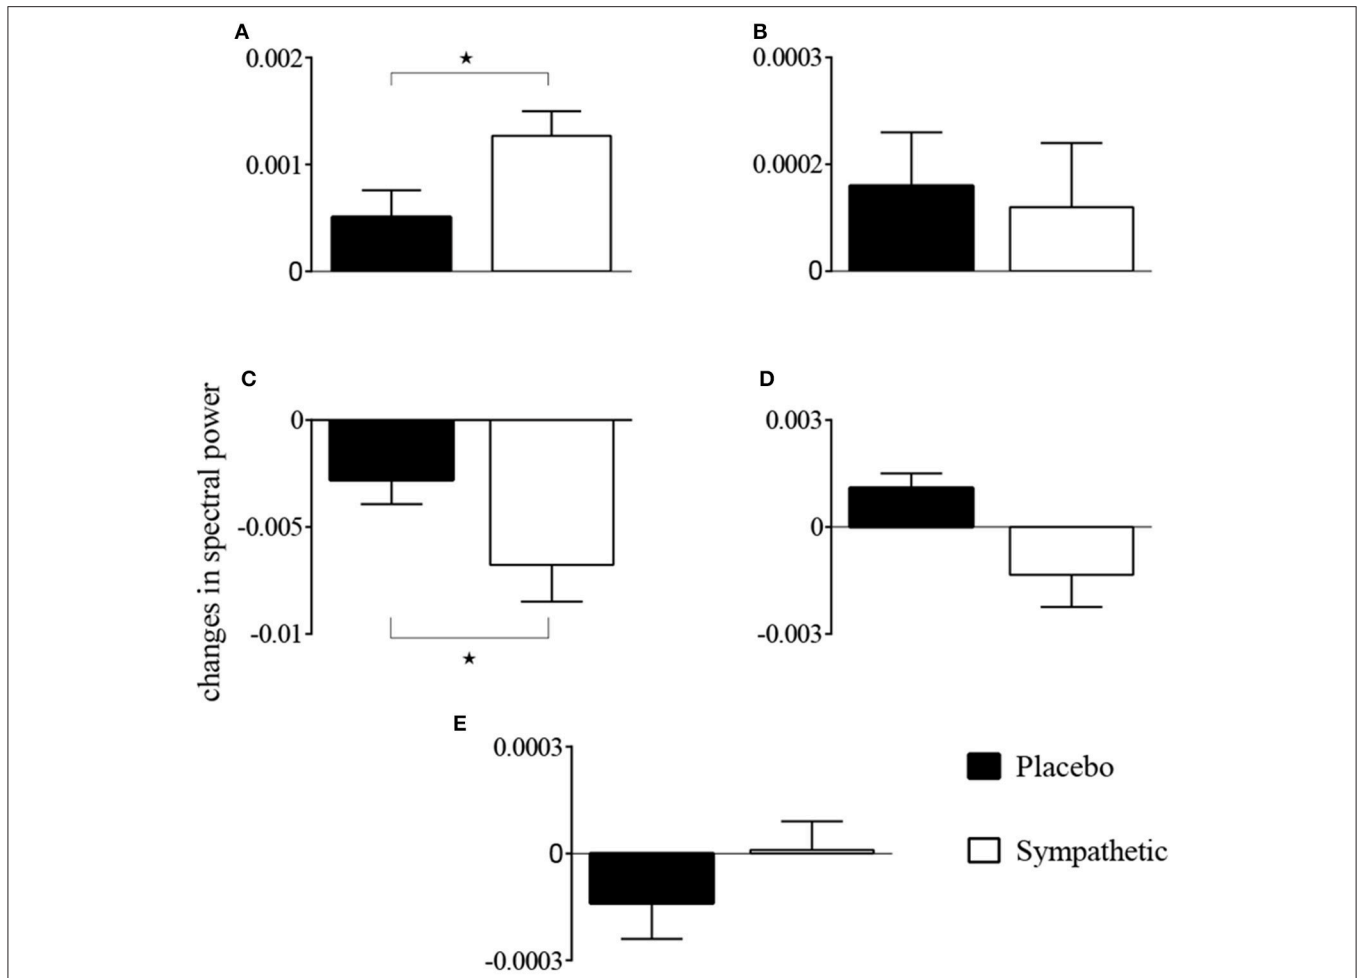 A
0.002
★
0.001
0
B
0.0003
0.0002
0
changes in spectral power
C
0
-0.005
-0.01
★
D
0.003
0
-0.003
E
0.0003
0
-0.0003
Placebo
Sympathetic